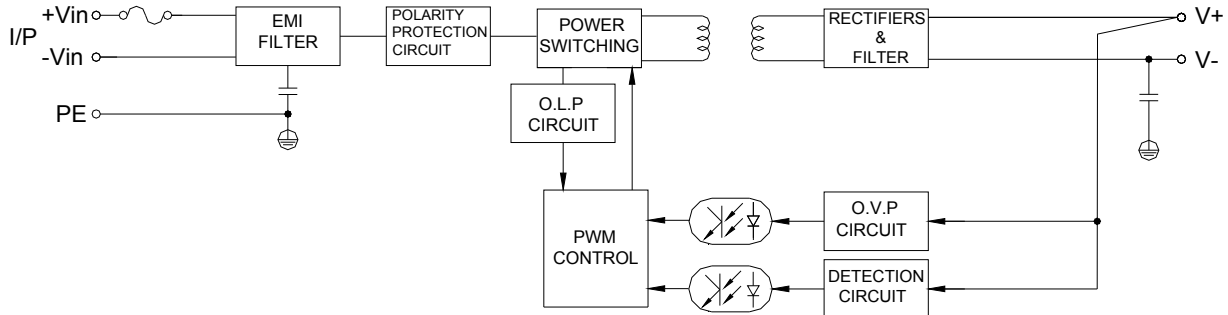 I/P
+Vin
-Vin
PE
EMI
FILTER
POLARITY
PROTECTION
CIRCUIT
POWER
SWITCHING
RECTIFIERS
&
FILTER
V+
V-
O.L.P
CIRCUIT
PWM
CONTROL
O.V.P
CIRCUIT
DETECTION
CIRCUIT